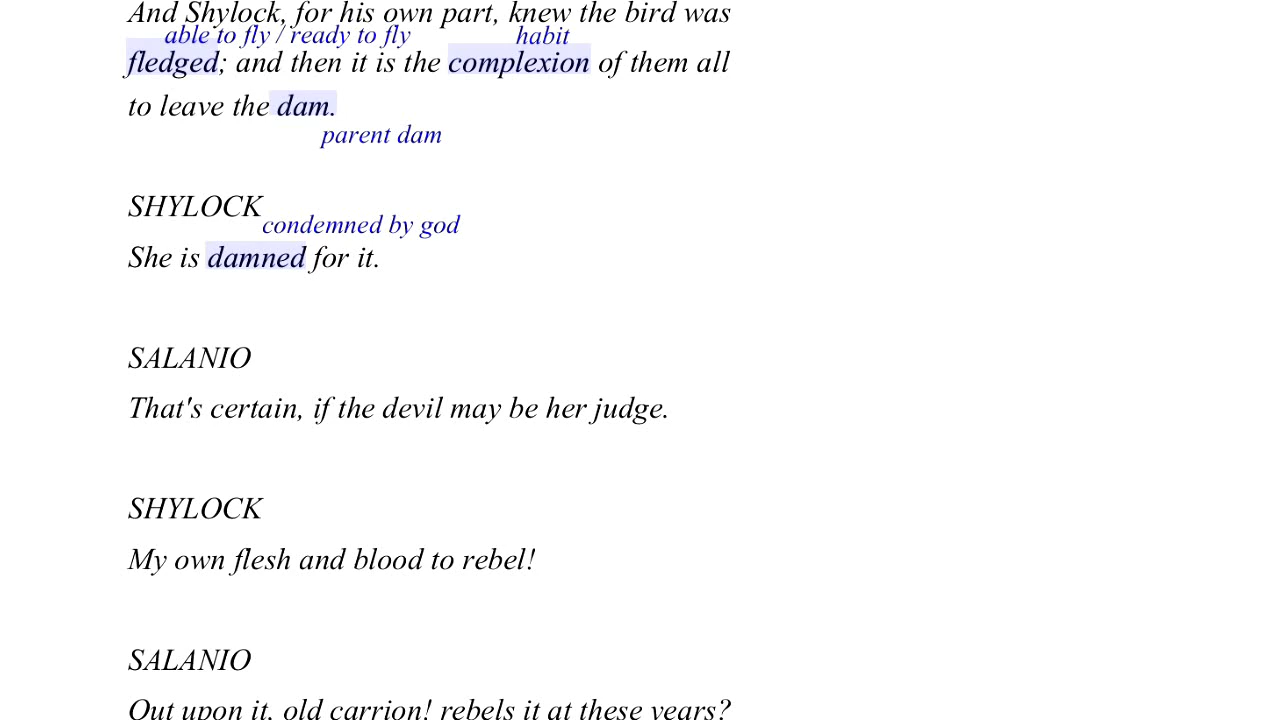 And Shylock, for his own part, knew the bird was
able to fly / ready to fly habit
fledged; and then it is the complexion of them all
to leave the dam.
parent dam
SHYLOCK
condemned by god
She is damned for it.
SALANIO
That's certain, if the devil may be her judge.
SHYLOCK
My own flesh and blood to rebel!
SALANIO
Out upon it, old carrion! rebels it at these years?